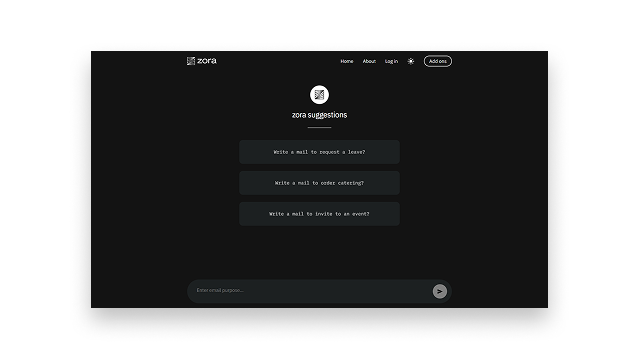 zora
Home About Log in Add ons
zora suggestions
Write a mail to request a leave?
Write a mail to order catering?
Write a mail to invite to an event?
Enter email purpose...